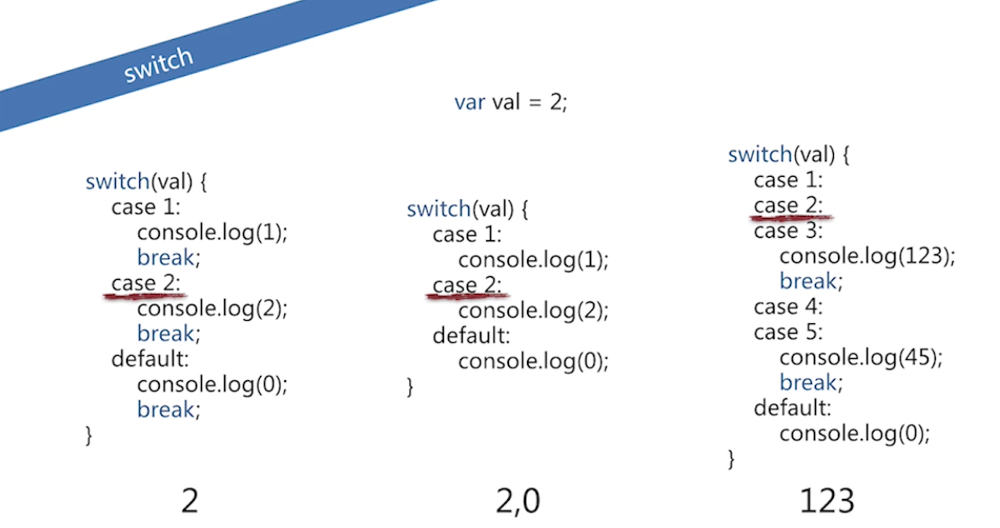 switch
var val = 2;
switch(val) {
case 1:
console.log(1);
break;
case 2:
console.log(2);
break;
default:
console.log(0);
break;
}
2
switch(val) {
case 1:
console.log(1);
case 2:
console.log(2);
default:
console.log(0);
}
2,0
switch(val) {
case 1:
case 2:
case 3:
console.log(123);
break;
case 4:
case 5:
console.log(45);
break;
default:
console.log(0);
}
123